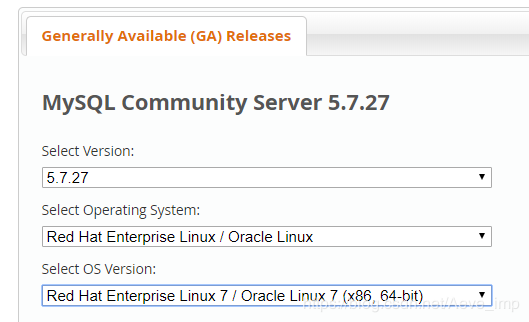 Generally Available (GA) Releases
MySQL Community Server 5.7.27
Select Version:
5.7.27
Select Operating System:
Red Hat Enterprise Linux / Oracle Linux
Select OS Version:
Red Hat Enterprise Linux 7 / Oracle Linux 7 (x86, 64-bit)